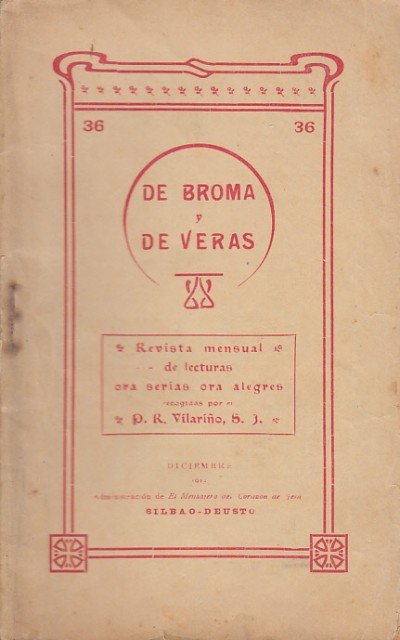 36 36
DE BROMA
y
DE VERAS
Revista mensual
de lecturas
ora serias ora alegres
recogidas por el
P. R. Vilariño, S. J.
DICIEMBRE
Administración de El Mensajero del Corazón de Jesús
BILBAO-DEUSTO